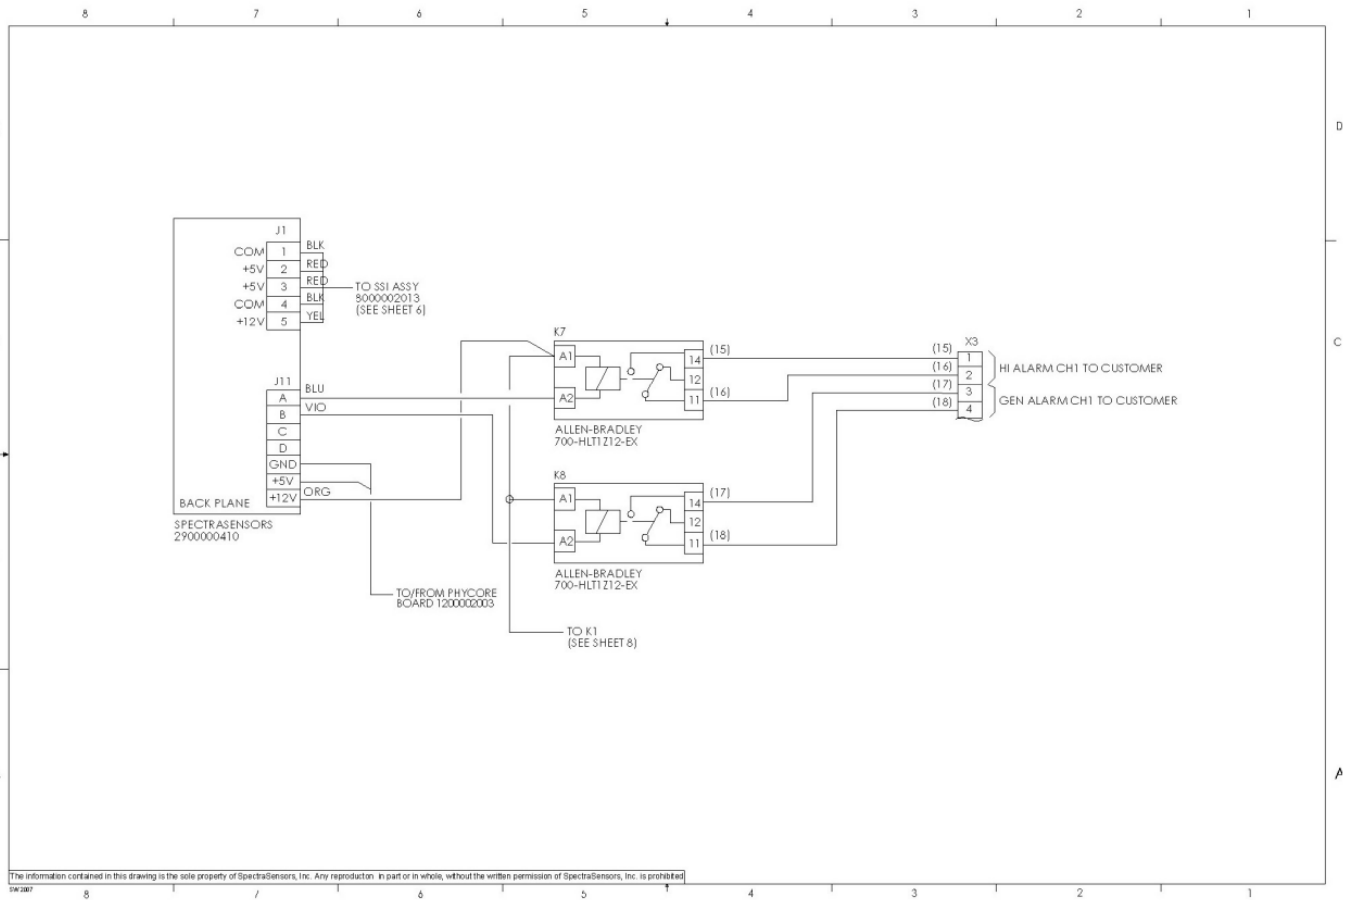 8 7 6 5 4 3 2 1
D
J1
COM 1 BLK
+5V 2 RED
+5V 3 RED
COM 4 BLK
+12V 5 YEL
TO SSI ASSY
8000002013
(SEE SHEET 6)
C
K7
A1
A2
14 (15)
12
11 (16)
ALLEN-BRADLEY
700-HLT1Z12-EX
X3
(15) 1
(16) 2
(17) 3
(18) 4
HI ALARM CH1 TO CUSTOMER
GEN ALARM CH1 TO CUSTOMER
J11
A BLU
B VIO
C
D
GND
+5V
+12V ORG
BACK PLANE
SPECTRASENSORS
2900000410
K8
A1
A2
14 (17)
12
11 (18)
ALLEN-BRADLEY
700-HLT1Z12-EX
TO/FROM PHYCORE
BOARD 1200002003
TO K1
(SEE SHEET 8)
A
The information contained in this drawing is the sole property of SpectraSensors, Inc. Any reproducton in part or in whole, without the written permission of SpectraSensors, Inc. is prohibited
SW2007
8 7 6 5 4 3 2 1